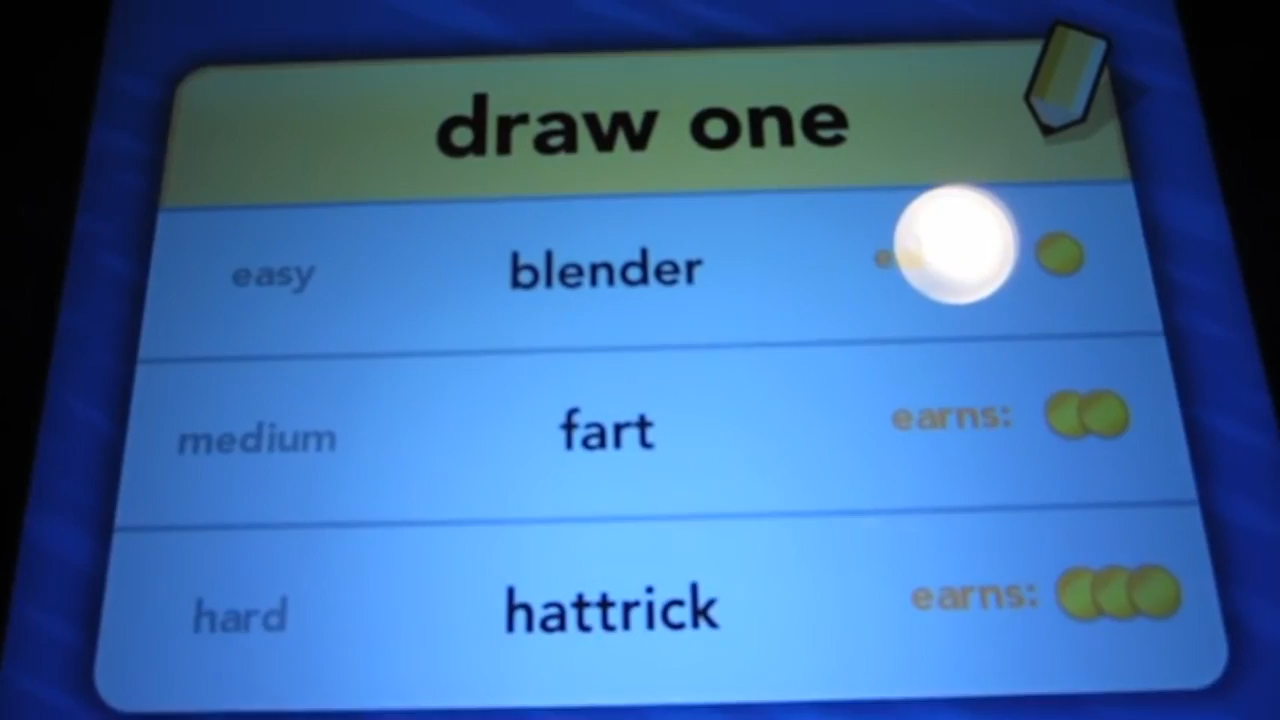 draw one
easy blender
medium fart earns:
hard hattrick earns: